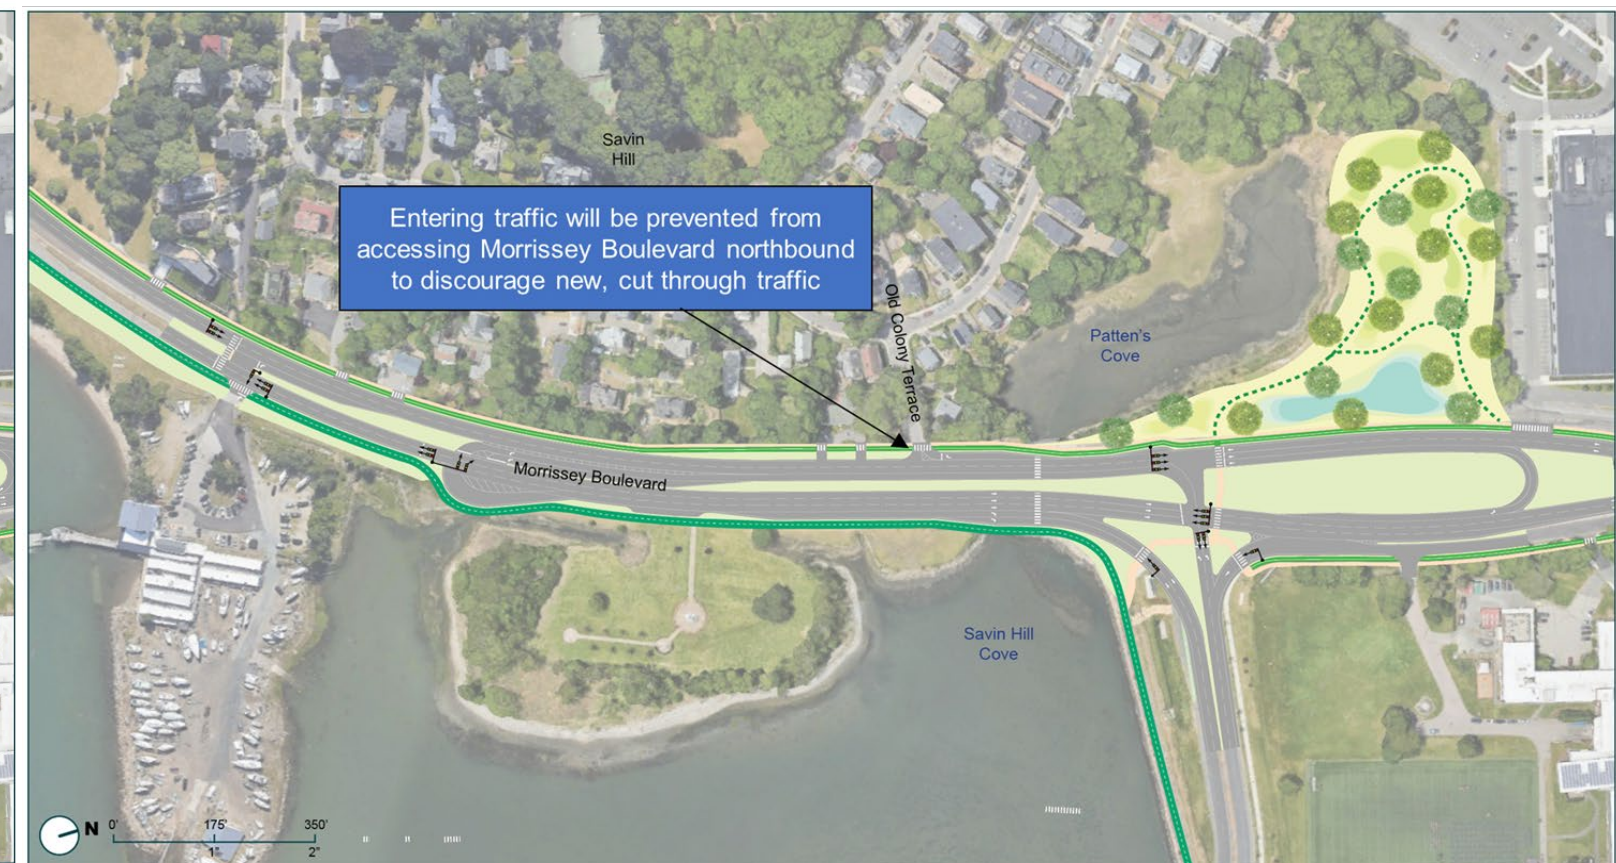 Savin
Hill
Entering traffic will be prevented from
accessing Morrissey Boulevard northbound
to discourage new, cut through traffic
Old Colony Terrace
Patten's
Cove
Morrissey Boulevard
Savin Hill
Cove
N
0' 175' 350'
1" 2"